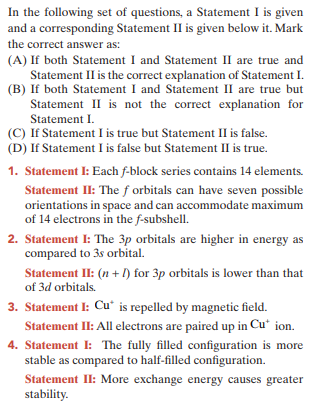 In the following set of questions, a Statement I is given
and a corresponding Statement II is given below it. Mark
the correct answer as:
(A) If both Statement I and Statement II are true and
Statement II is the correct explanation of Statement I.
(B) If both Statement I and Statement II are true but
Statement II is not the correct explanation for
Statement I.
(C) If Statement I is true but Statement II is false.
(D) If Statement I is false but Statement II is true.
1. Statement I: Each f-block series contains 14 elements.
Statement II: The f orbitals can have seven possible
orientations in space and can accommodate maximum
of 14 electrons in the f-subshell.
2. Statement I: The 3p orbitals are higher in energy as
compared to 3s orbital.
Statement II: (n + l) for 3p orbitals is lower than that
of 3d orbitals.
3. Statement I: Cu⁺ is repelled by magnetic field.
Statement II: All electrons are paired up in Cu⁺ ion.
4. Statement I: The fully filled configuration is more
stable as compared to half-filled configuration.
Statement II: More exchange energy causes greater
stability.